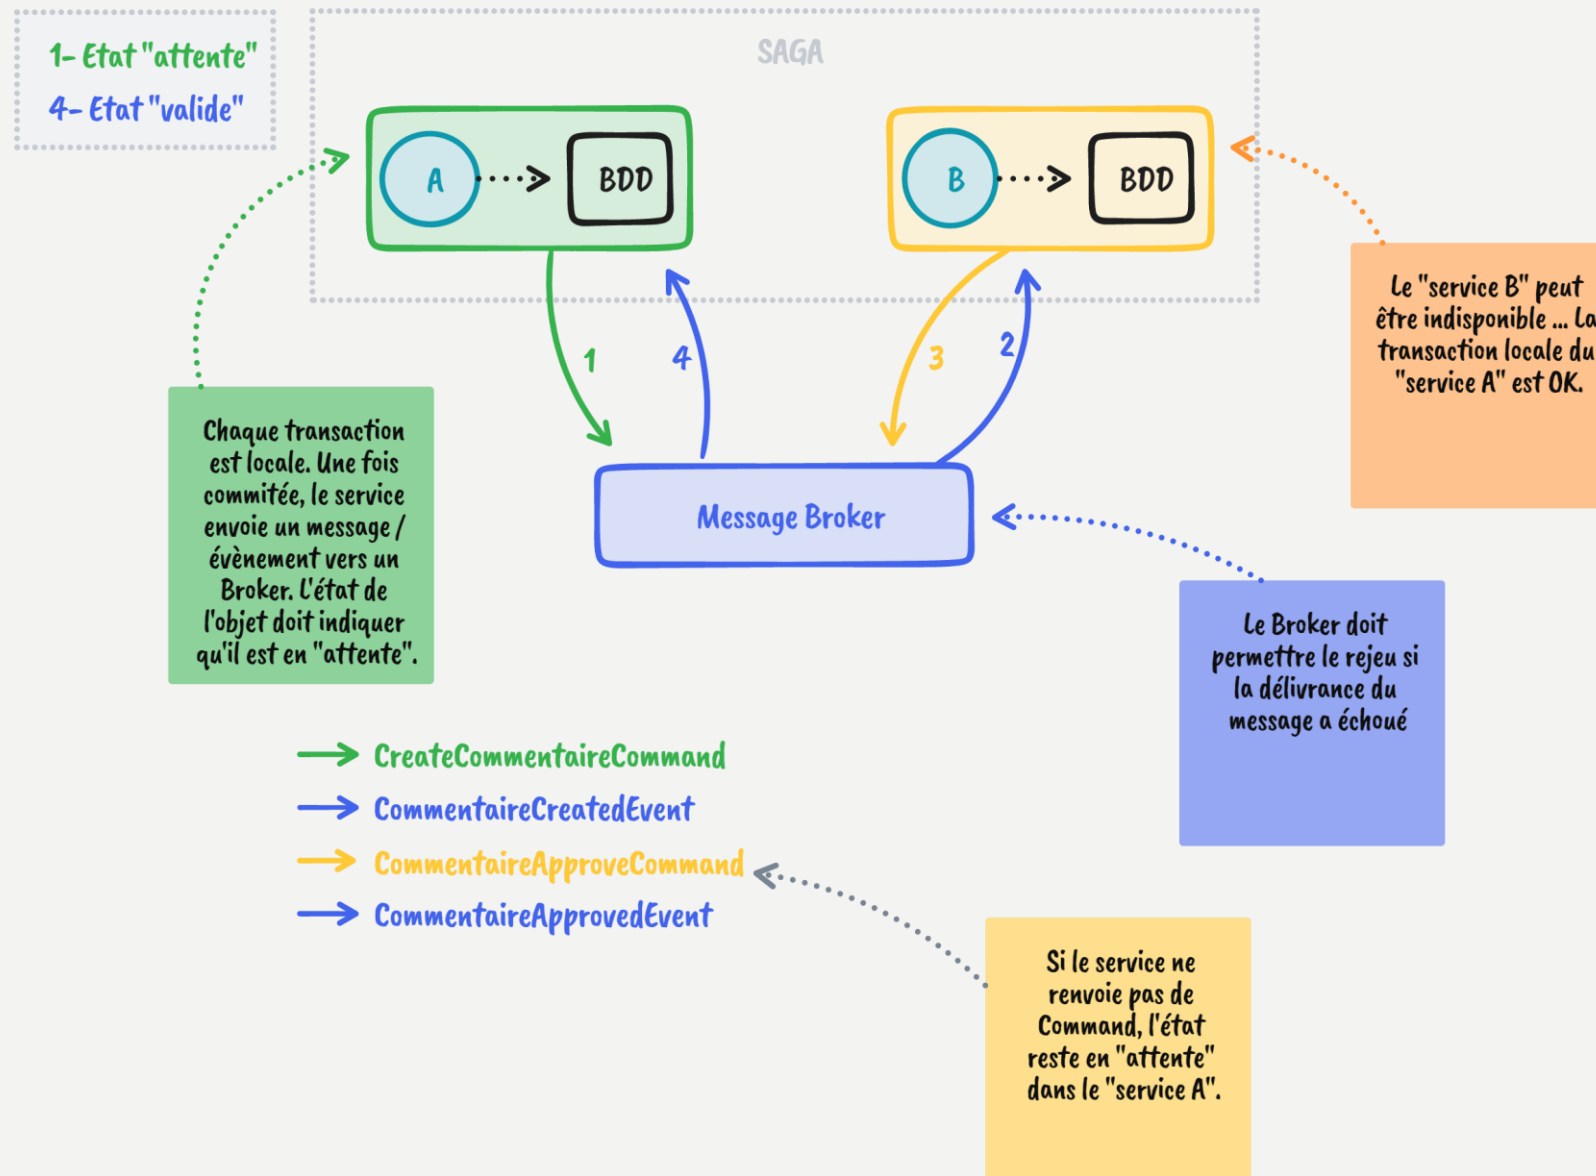 1- Etat "attente"
4- Etat "valide"
SAGA
A
BDD
B
BDD
1
4
3
2
Message Broker
Le "service B" peut
être indisponible ... La
transaction locale du
"service A" est OK.
Chaque transaction
est locale. Une fois
commitée, le service
envoie un message /
évènement vers un
Broker. L'état de
l'objet doit indiquer
qu'il est en "attente".
Le Broker doit
permettre le rejeu si
la délivrance du
message a échoué
CreateCommentaireCommand
CommentaireCreatedEvent
CommentaireApproveCommand
CommentaireApprovedEvent
Si le service ne
renvoie pas de
Command, l'état
reste en "attente"
dans le "service A".